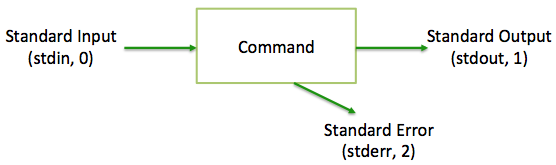 Standard Input
(stdin, 0)
Command
Standard Output
(stdout, 1)
Standard Error
(stderr, 2)